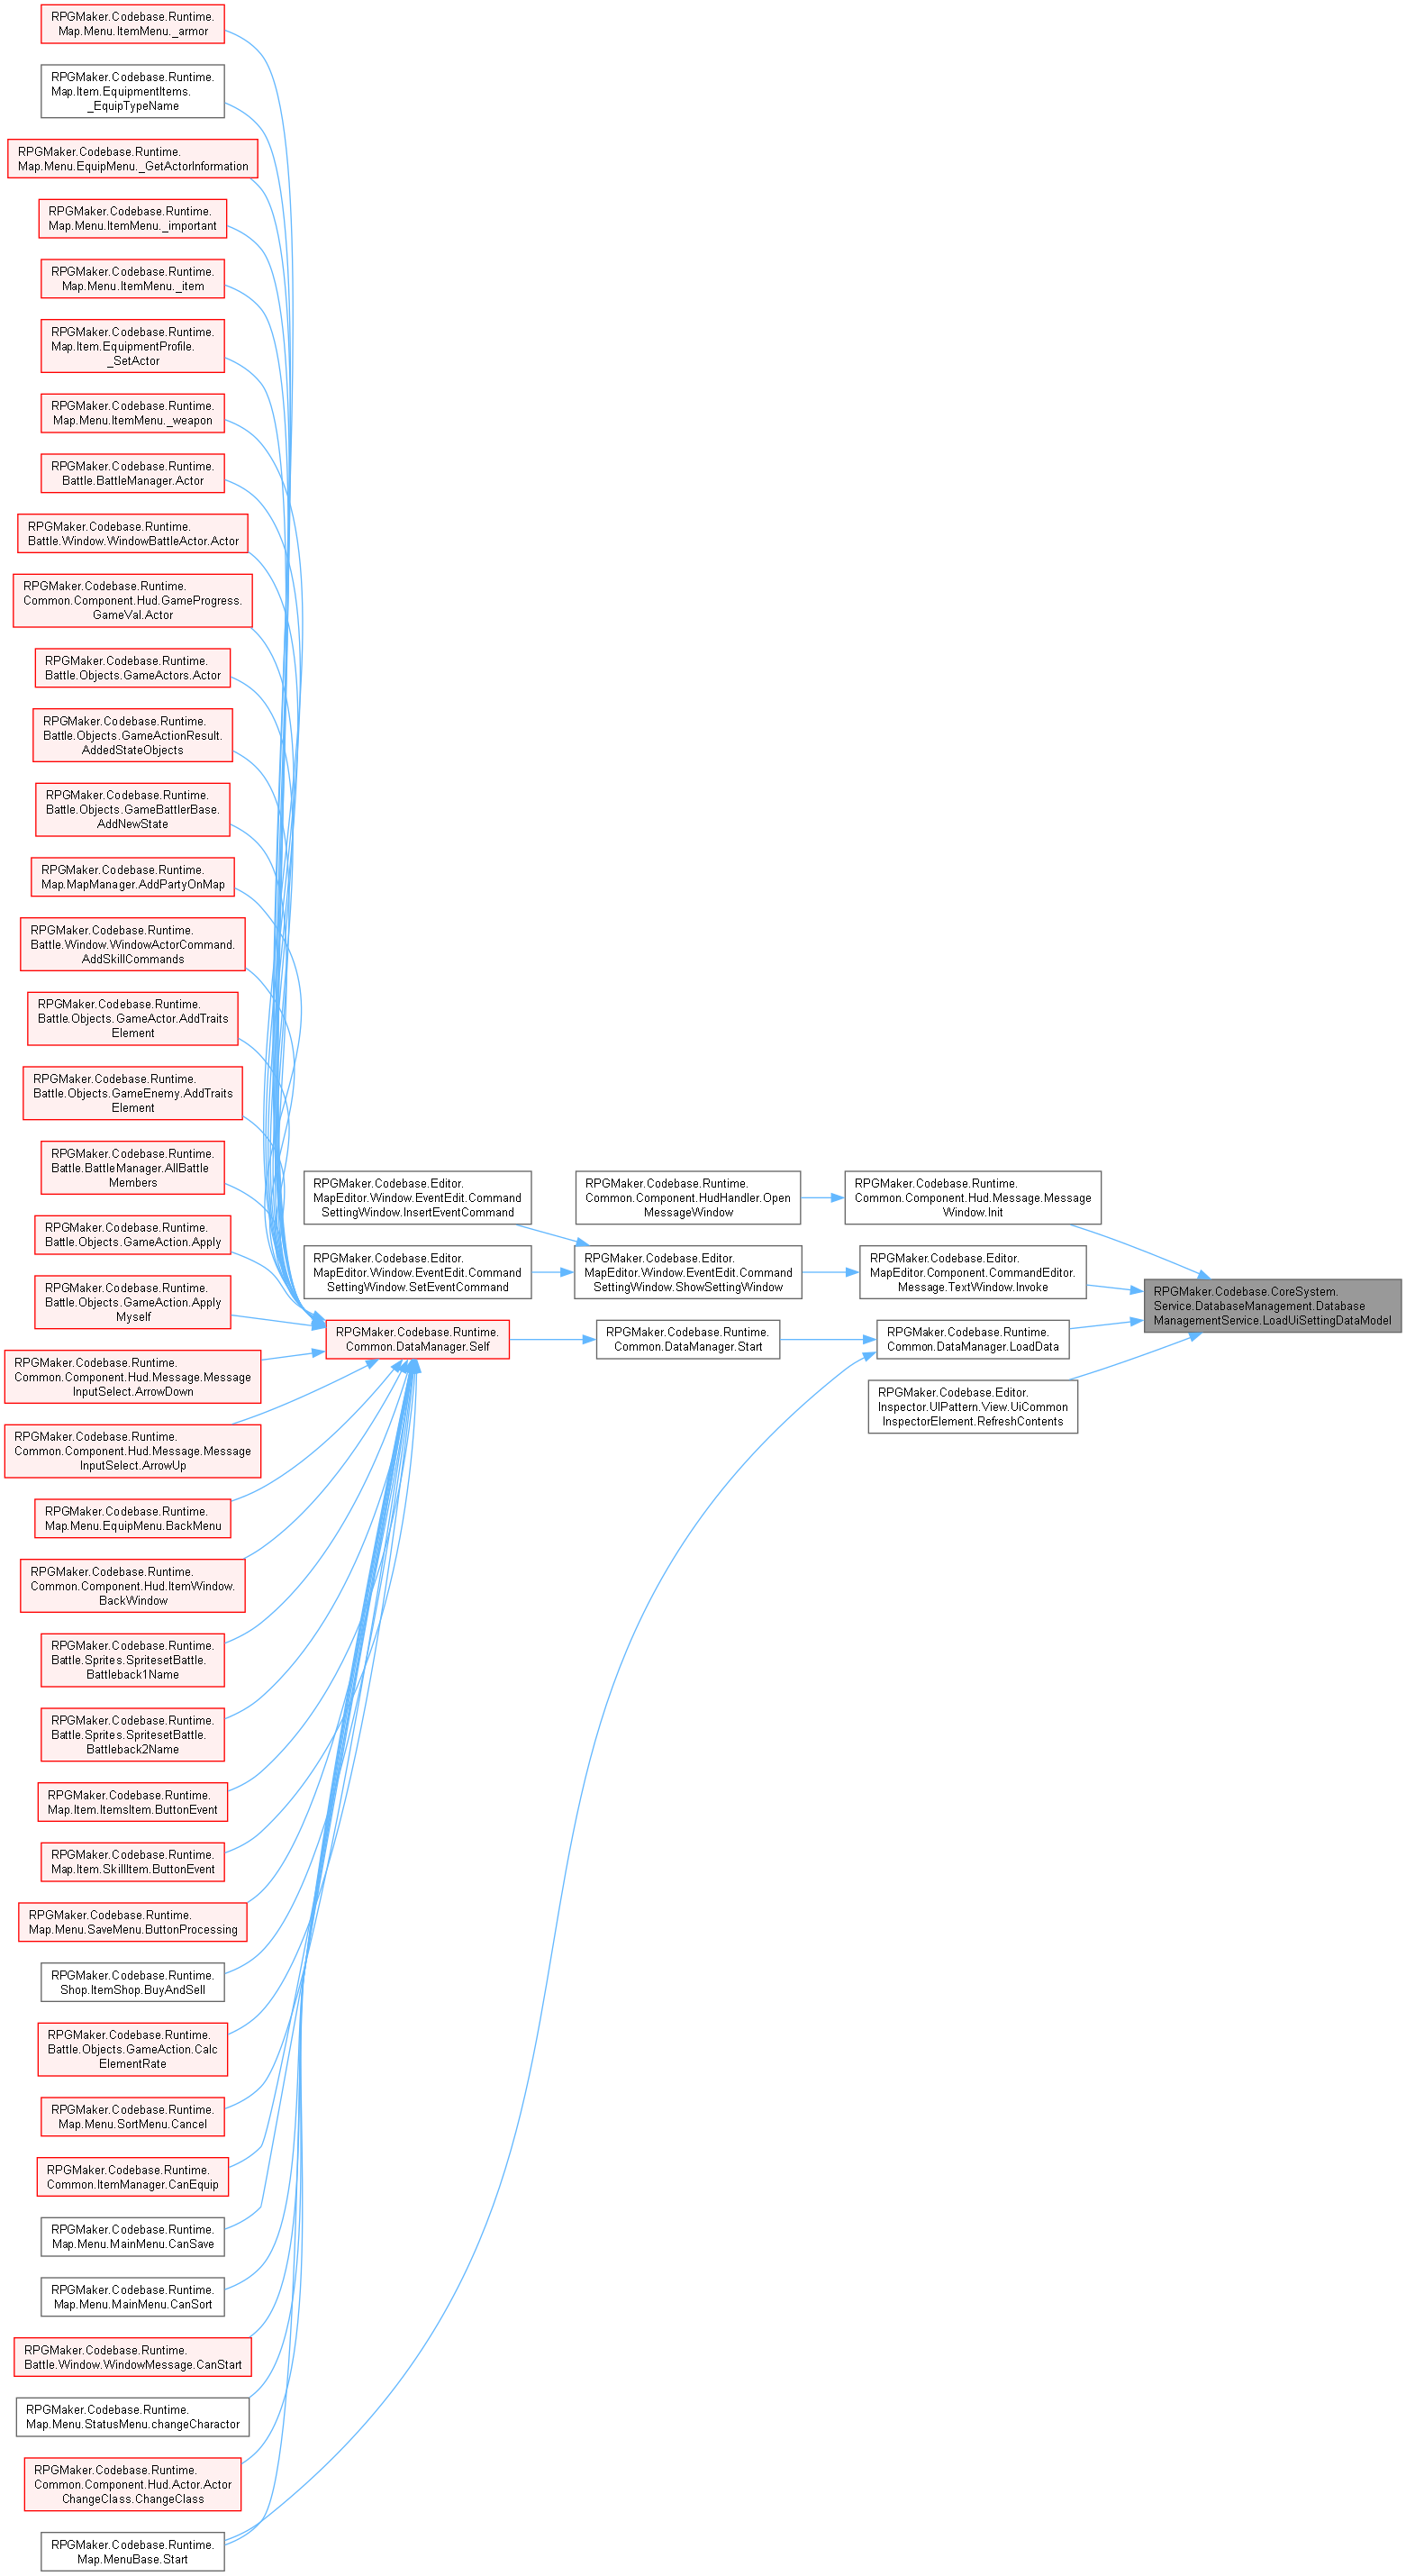 RPGMaker.Codebase.Runtime.
Map.Menu.ItemMenu._armor
RPGMaker.Codebase.Runtime.
Map.Item.EquipmentItems.
_EquipTypeName
RPGMaker.Codebase.Runtime.
Map.Menu.EquipMenu._GetActorInformation
RPGMaker.Codebase.Runtime.
Map.Menu.ItemMenu._important
RPGMaker.Codebase.Runtime.
Map.Menu.ItemMenu._item
RPGMaker.Codebase.Runtime.
Map.Item.EquipmentProfile.
_SetActor
RPGMaker.Codebase.Runtime.
Map.Menu.ItemMenu._weapon
RPGMaker.Codebase.Runtime.
Battle.BattleManager.Actor
RPGMaker.Codebase.Runtime.
Battle.Window.WindowBattleActor.Actor
RPGMaker.Codebase.Runtime.
Common.Component.Hud.GameProgress.
GameVal.Actor
RPGMaker.Codebase.Runtime.
Battle.Objects.GameActors.Actor
RPGMaker.Codebase.Runtime.
Battle.Objects.GameActionResult.
AddedStateObjects
RPGMaker.Codebase.Runtime.
Battle.Objects.GameBattlerBase.
AddNewState
RPGMaker.Codebase.Runtime.
Map.MapManager.AddPartyOnMap
RPGMaker.Codebase.Runtime.
Battle.Window.WindowActorCommand.
AddSkillCommands
RPGMaker.Codebase.Runtime.
Battle.Objects.GameActor.AddTraits
Element
RPGMaker.Codebase.Runtime.
Battle.Objects.GameEnemy.AddTraits
Element
RPGMaker.Codebase.Runtime.
Battle.BattleManager.AllBattle
Members
RPGMaker.Codebase.Runtime.
Battle.Objects.GameAction.Apply
RPGMaker.Codebase.Runtime.
Battle.Objects.GameAction.Apply
Myself
RPGMaker.Codebase.Runtime.
Common.Component.Hud.Message.Message
InputSelect.ArrowDown
RPGMaker.Codebase.Runtime.
Common.Component.Hud.Message.Message
InputSelect.ArrowUp
RPGMaker.Codebase.Runtime.
Map.Menu.EquipMenu.BackMenu
RPGMaker.Codebase.Runtime.
Common.Component.Hud.ItemWindow.
BackWindow
RPGMaker.Codebase.Runtime.
Battle.Sprites.SpritesetBattle.
Battleback1Name
RPGMaker.Codebase.Runtime.
Battle.Sprites.SpritesetBattle.
Battleback2Name
RPGMaker.Codebase.Runtime.
Map.Item.ItemsItem.ButtonEvent
RPGMaker.Codebase.Runtime.
Map.Item.SkillItem.ButtonEvent
RPGMaker.Codebase.Runtime.
Map.Menu.SaveMenu.ButtonProcessing
RPGMaker.Codebase.Runtime.
Shop.ItemShop.BuyAndSell
RPGMaker.Codebase.Runtime.
Battle.Objects.GameAction.Calc
ElementRate
RPGMaker.Codebase.Runtime.
Map.Menu.SortMenu.Cancel
RPGMaker.Codebase.Runtime.
Common.ItemManager.CanEquip
RPGMaker.Codebase.Runtime.
Map.Menu.MainMenu.CanSave
RPGMaker.Codebase.Runtime.
Map.Menu.MainMenu.CanSort
RPGMaker.Codebase.Runtime.
Battle.Window.WindowMessage.CanStart
RPGMaker.Codebase.Runtime.
Map.Menu.StatusMenu.changeCharactor
RPGMaker.Codebase.Runtime.
Common.Component.Hud.Actor.Actor
ChangeClass.ChangeClass
RPGMaker.Codebase.Runtime.
Map.MenuBase.Start
RPGMaker.Codebase.Editor.
MapEditor.Window.EventEdit.Command
SettingWindow.InsertEventCommand
RPGMaker.Codebase.Editor.
MapEditor.Window.EventEdit.Command
SettingWindow.SetEventCommand
RPGMaker.Codebase.Runtime.
Common.DataManager.Self
RPGMaker.Codebase.Runtime.
Common.Component.HudHandler.Open
MessageWindow
RPGMaker.Codebase.Editor.
MapEditor.Window.EventEdit.Command
SettingWindow.ShowSettingWindow
RPGMaker.Codebase.Runtime.
Common.DataManager.Start
RPGMaker.Codebase.Runtime.
Common.Component.Hud.Message.Message
Window.Init
RPGMaker.Codebase.Editor.
MapEditor.Component.CommandEditor.
Message.TextWindow.Invoke
RPGMaker.Codebase.Runtime.
Common.DataManager.LoadData
RPGMaker.Codebase.Editor.
Inspector.UIPattern.View.UiCommon
InspectorElement.RefreshContents
RPGMaker.Codebase.CoreSystem.
Service.DatabaseManagement.Database
ManagementService.LoadUiSettingDataModel